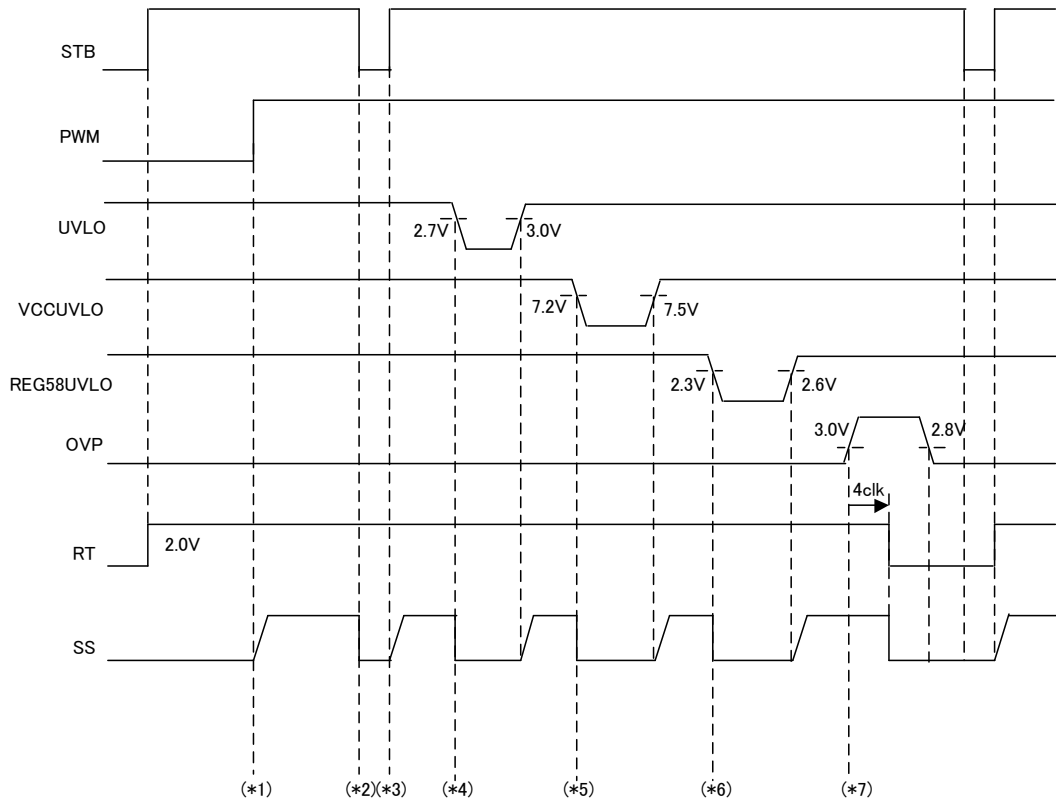 STB
PWM
UVLO
2.7V 3.0V
VCCUVLO
7.2V 7.5V
REG58UVLO
2.3V 2.6V
OVP
3.0V 2.8V
4clk
RT
2.0V
SS
(*1) (*2)(*3) (*4) (*5) (*6) (*7)